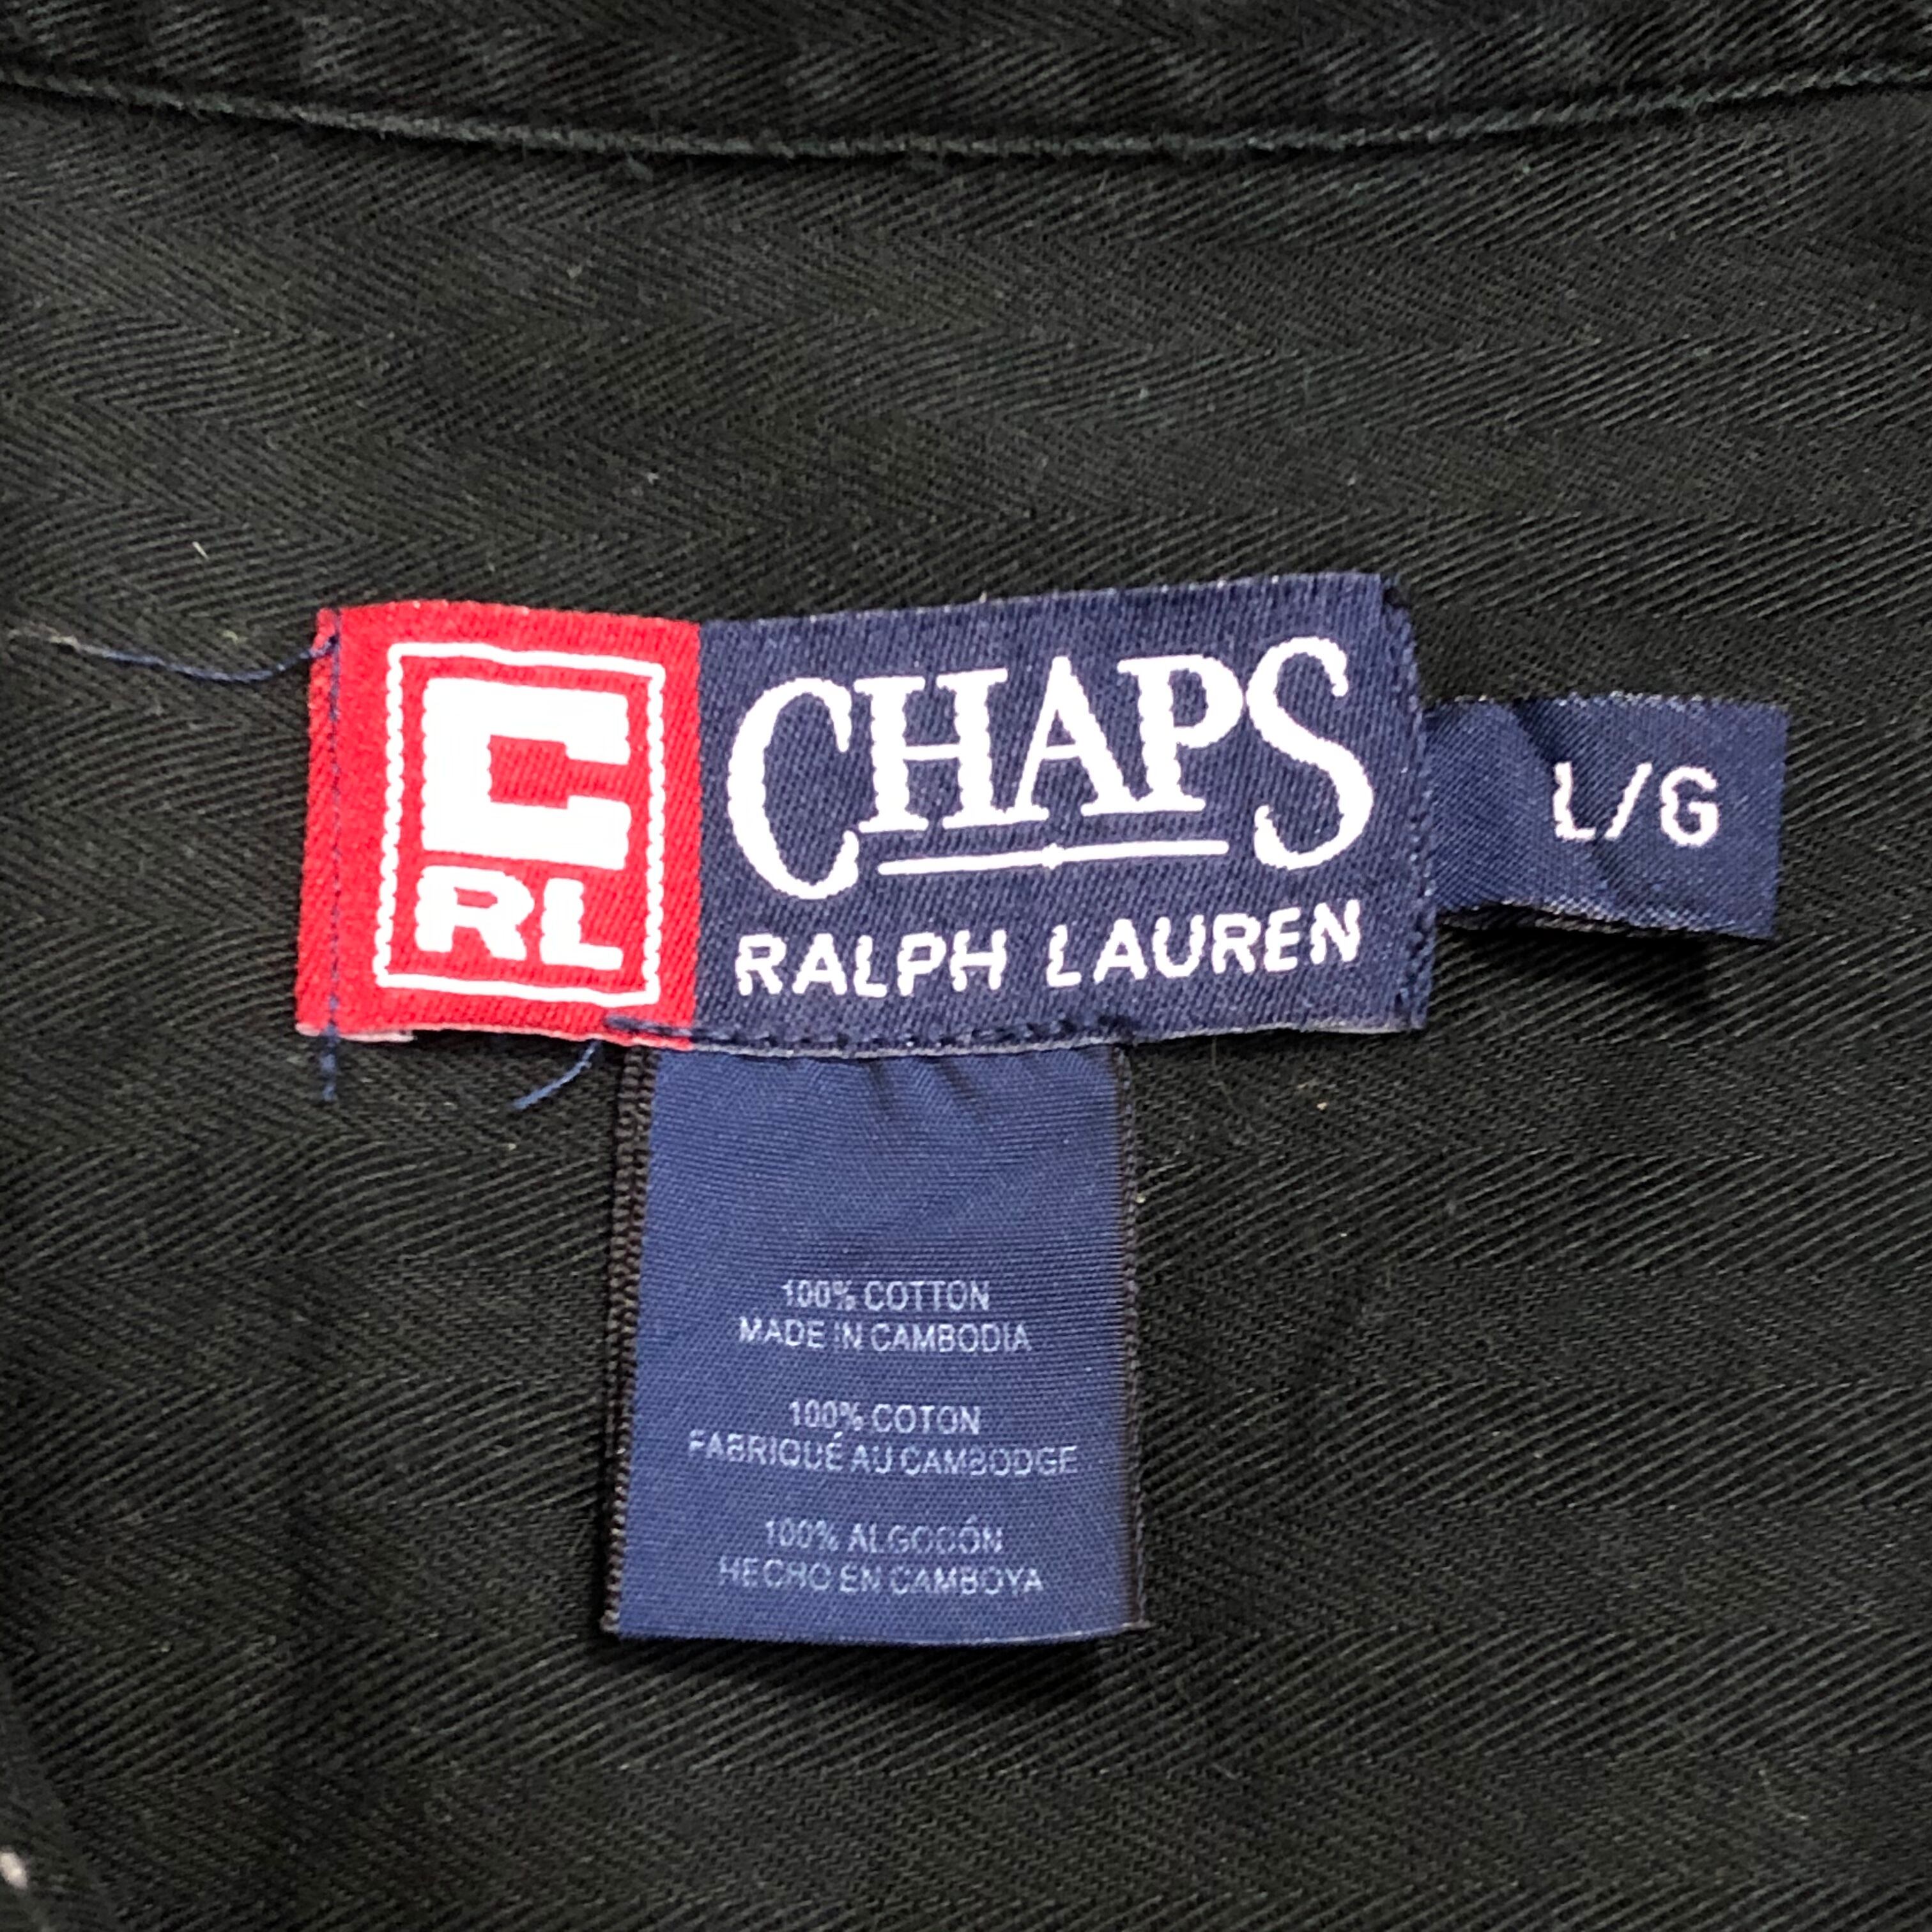 C
RL
CHAPS
RALPH LAUREN
L/G
100% COTTON
MADE IN CAMBODIA
100% COTON
FABRIQUÉ AU CAMBODGE
100% ALGODÓN
HECHO EN CAMBOYA